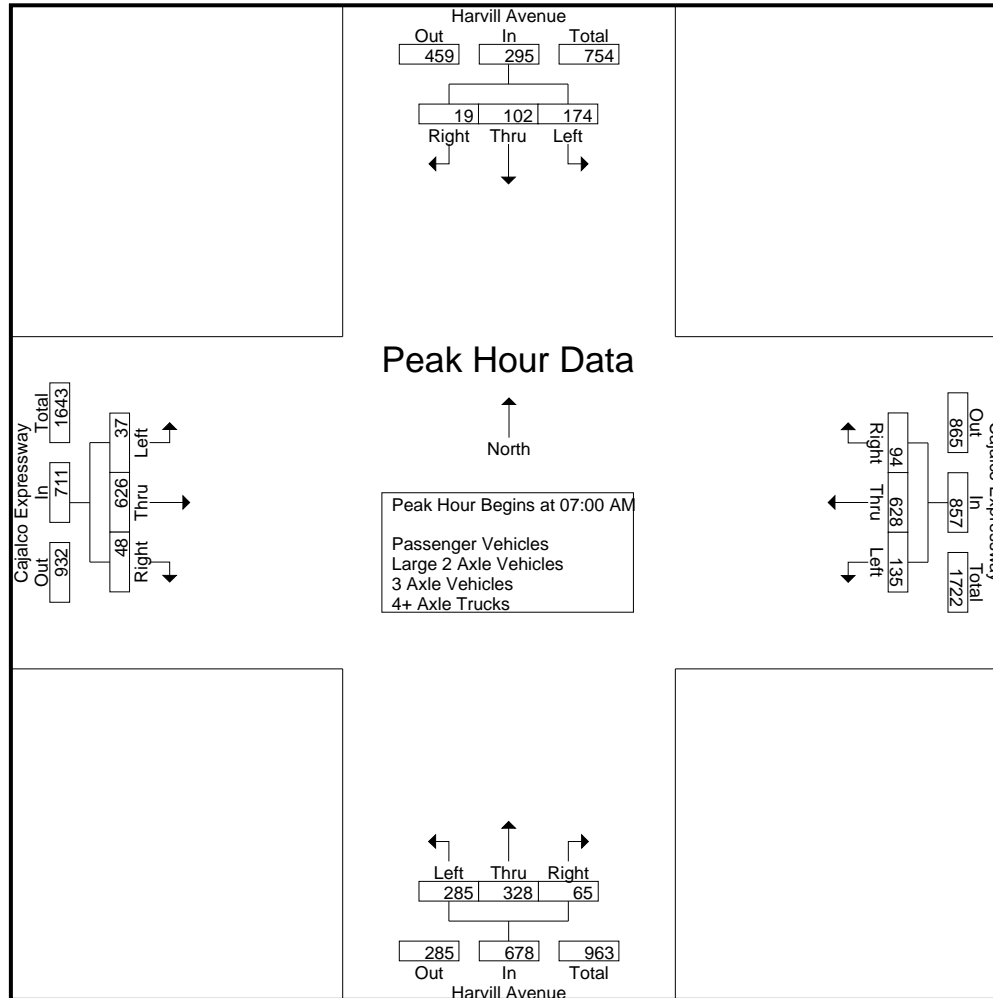 Harvill Avenue
Out In Total
459 295 754
19 102 174
Right Thru Left
Peak Hour Data
North
Peak Hour Begins at 07:00 AM
Passenger Vehicles
Large 2 Axle Vehicles
3 Axle Vehicles
4+ Axle Trucks
Cajalco Expressway
Out In Total
932 711 1643
Left Thru Right
37 626 48
Cajalco Expressway
Out In Total
865 857 1722
Right Thru Left
94 628 135
Left Thru Right
285 328 65
285 678 963
Out In Total
Harvill Avenue